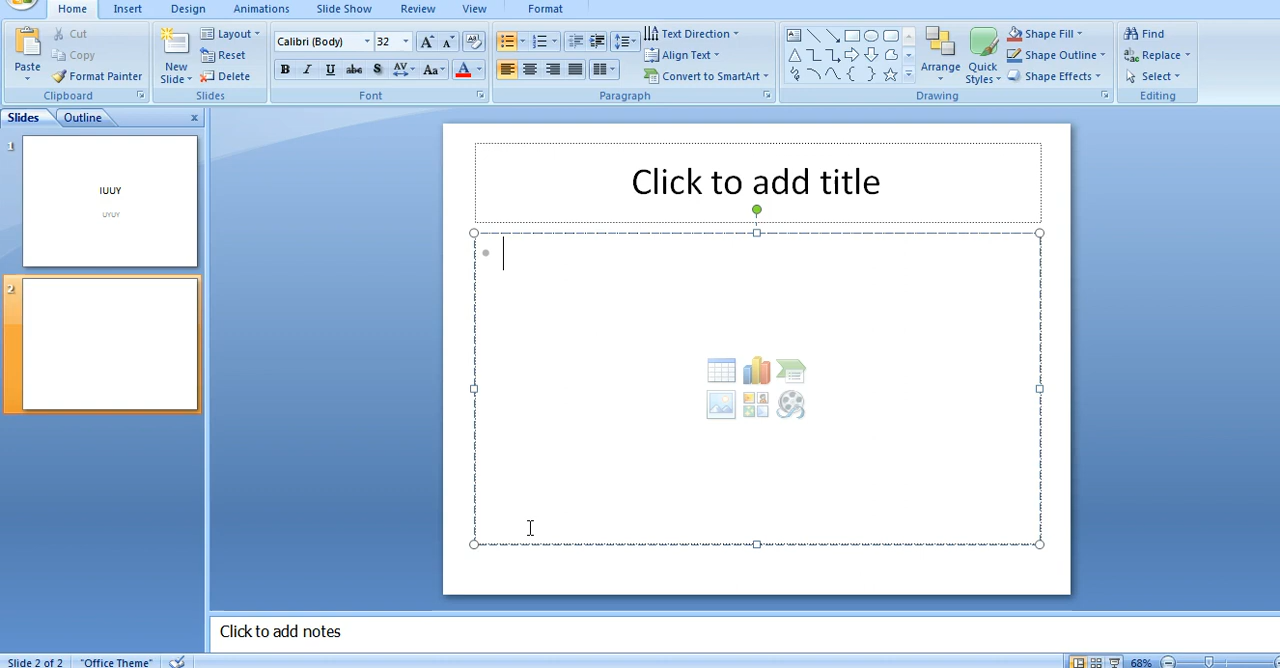 Home Insert Design Animations Slide Show Review View Format
Paste Cut Copy Format Painter Clipboard
New Slide Layout Reset Delete Slides
Calibri (Body) 32 A A B I U abc S AV Aa A Font
Text Direction Align Text Convert to SmartArt Paragraph
Arrange Quick Styles Shape Fill Shape Outline Shape Effects Drawing
Find Replace Select Editing
Slides Outline x
1
IUUY
UYUY
2
Click to add title
Click to add notes
Slide 2 of 2 "Office Theme" 68%